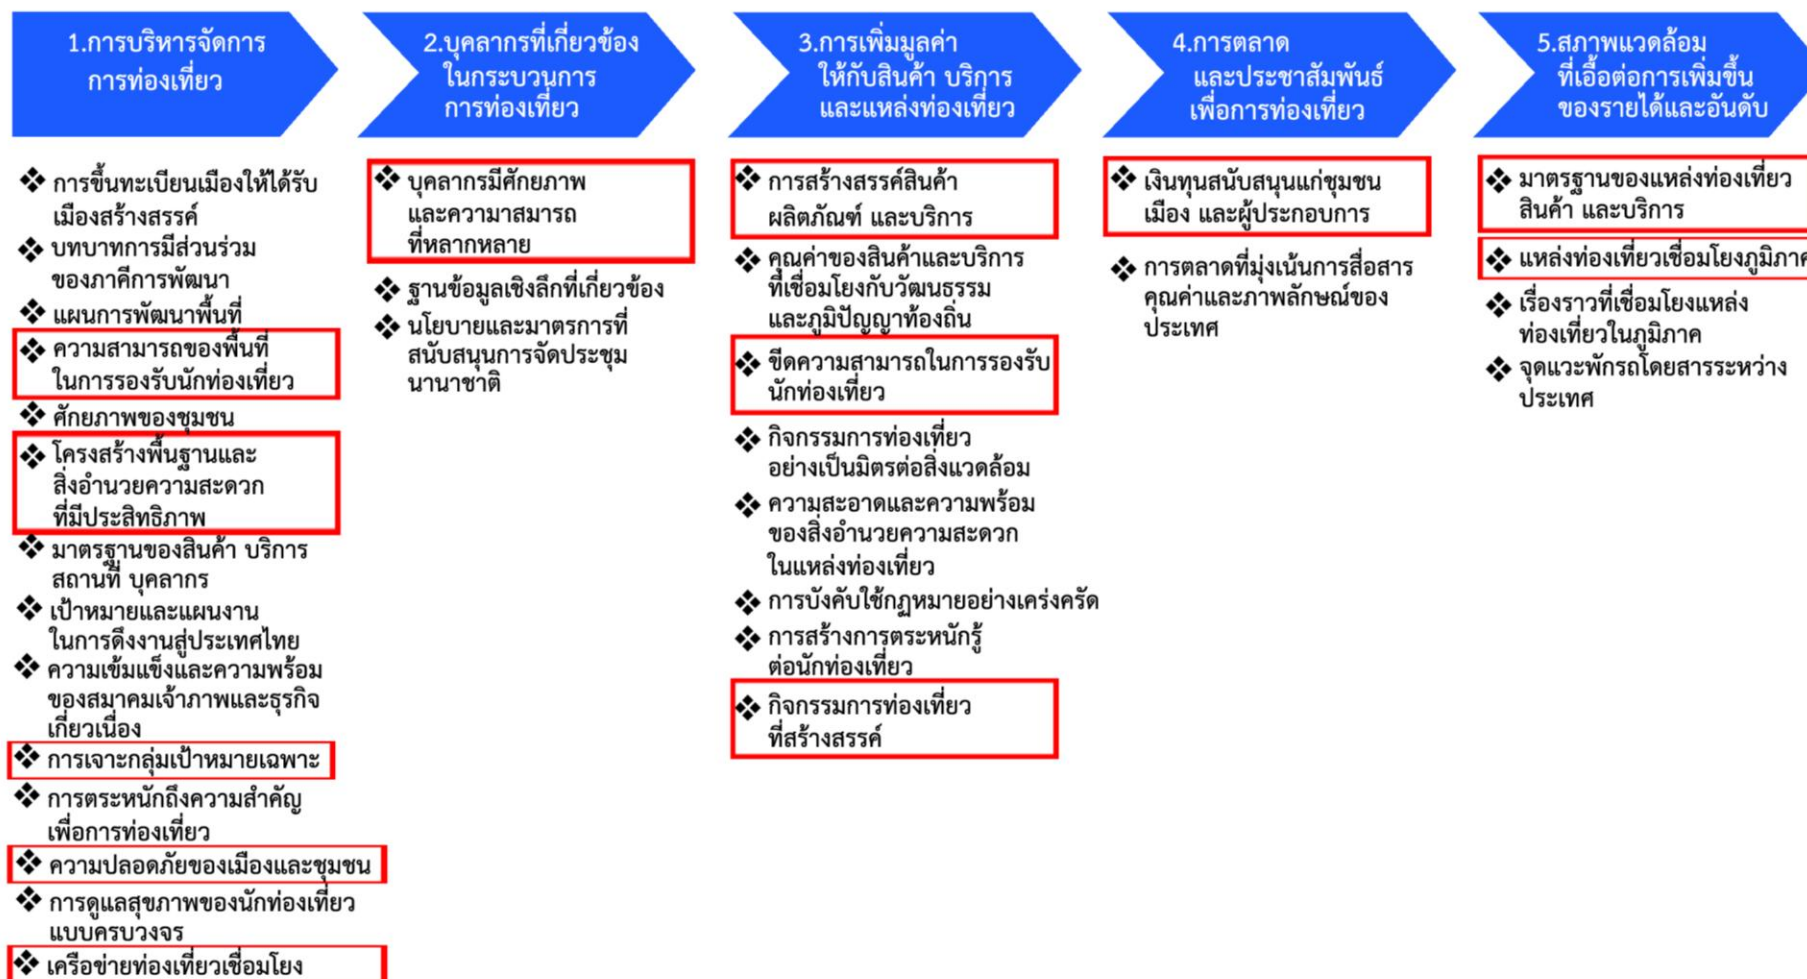 1.การบริหารจัดการ
การท่องเที่ยว
❖ การขึ้นทะเบียนเมืองให้ได้รับ
เมืองสร้างสรรค์
❖ บทบาทการมีส่วนร่วม
ของภาคีการพัฒนา
❖ แผนการพัฒนาพื้นที่
❖ ความสามารถของพื้นที่
ในการรองรับนักท่องเที่ยว
❖ ศักยภาพของชุมชน
❖ โครงสร้างพื้นฐานและ
สิ่งอำนวยความสะดวก
ที่มีประสิทธิภาพ
❖ มาตรฐานของสินค้า บริการ
สถานที่ บุคลากร
❖ เป้าหมายและแผนงาน
ในการดึงงานสู่ประเทศไทย
❖ ความเข้มแข็งและความพร้อม
ของสมาคมเจ้าภาพและธุรกิจ
เกี่ยวเนื่อง
❖ การเจาะกลุ่มเป้าหมายเฉพาะ
❖ การตระหนักถึงความสำคัญ
เพื่อการท่องเที่ยว
❖ ความปลอดภัยของเมืองและชุมชน
❖ การดูแลสุขภาพของนักท่องเที่ยว
แบบครบวงจร
❖ เครือข่ายท่องเที่ยวเชื่อมโยง
2.บุคลากรที่เกี่ยวข้อง
ในกระบวนการ
การท่องเที่ยว
❖ บุคลากรมีศักยภาพ
และความาสมารถ
ที่หลากหลาย
❖ ฐานข้อมูลเชิงลึกที่เกี่ยวข้อง
❖ นโยบายและมาตรการที่
สนับสนุนการจัดประชุม
นานาชาติ
3.การเพิ่มมูลค่า
ให้กับสินค้า บริการ
และแหล่งท่องเที่ยว
❖ การสร้างสรรค์สินค้า
ผลิตภัณฑ์ และบริการ
❖ คุณค่าของสินค้าและบริการ
ที่เชื่อมโยงกับวัฒนธรรม
และภูมิปัญญาท้องถิ่น
❖ ขีดความสามารถในการรองรับ
นักท่องเที่ยว
❖ กิจกรรมการท่องเที่ยว
อย่างเป็นมิตรต่อสิ่งแวดล้อม
❖ ความสะอาดและความพร้อม
ของสิ่งอำนวยความสะดวก
ในแหล่งท่องเที่ยว
❖ การบังคับใช้กฎหมายอย่างเคร่งครัด
❖ การสร้างการตระหนักรู้
ต่อนักท่องเที่ยว
❖ กิจกรรมการท่องเที่ยว
ที่สร้างสรรค์
4.การตลาด
และประชาสัมพันธ์
เพื่อการท่องเที่ยว
❖ เงินทุนสนับสนุนแก่ชุมชน
เมือง และผู้ประกอบการ
❖ การตลาดที่มุ่งเน้นการสื่อสาร
คุณค่าและภาพลักษณ์ของ
ประเทศ
5.สภาพแวดล้อม
ที่เอื้อต่อการเพิ่มขึ้น
ของรายได้และอันดับ
❖ มาตรฐานของแหล่งท่องเที่ยว
สินค้า และบริการ
❖ แหล่งท่องเที่ยวเชื่อมโยงภูมิภาค
❖ เรื่องราวที่เชื่อมโยงแหล่ง
ท่องเที่ยวในภูมิภาค
❖ จุดแวะพักรถโดยสารระหว่าง
ประเทศ